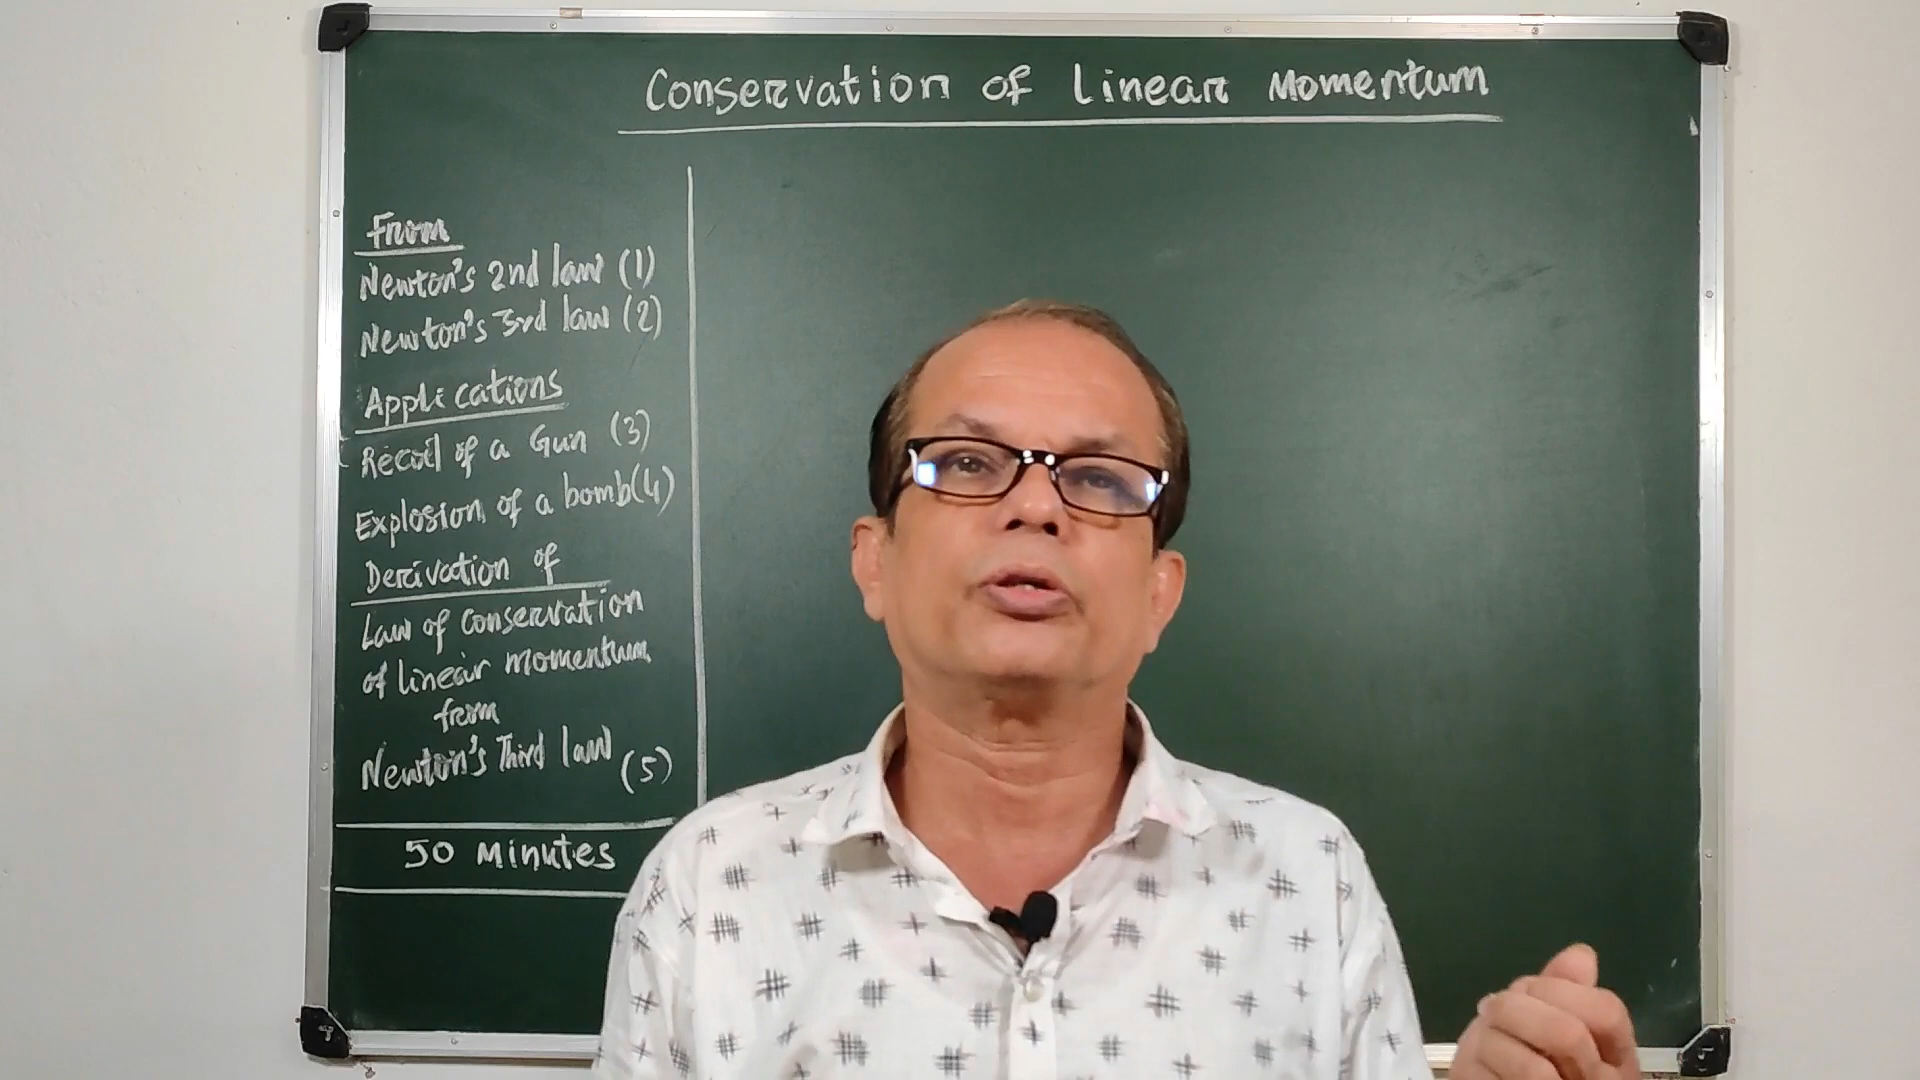 Conservation of Linear Momentum
From
Newton's 2nd law (1)
Newton's 3rd law (2)
Applications
Recoil of a Gun (3)
Explosion of a bomb (4)
Derivation of
Law of conservation
of linear momentum
from
Newton's Third law (5)
50 Minutes